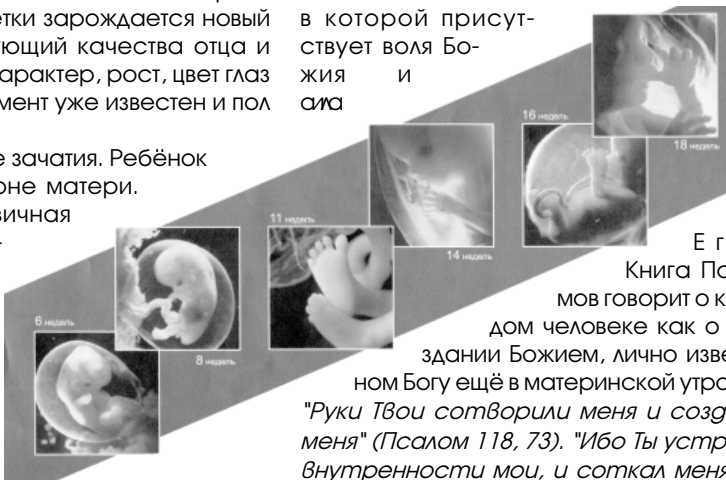 етки зарождается новый
ующий качества отца и
арактер, рост, цвет глаз
мент уже известен и пол
е зачатия. Ребёнок
оне матери.
вичная
в которой присут-
ствует воля Бо-
жия и
сила
6 недель
8 недель
11 недель
14 недель
16 недель
18 недель
Е г
Книга По
мов говорит о к
дом человеке как о
здании Божием, лично изве
ном Богу ещё в материнской утро
"Руки Твои сотворили меня и созд
меня" (Псалом 118, 73). "Ибо Ты устр
внутренности мои, и соткал меня